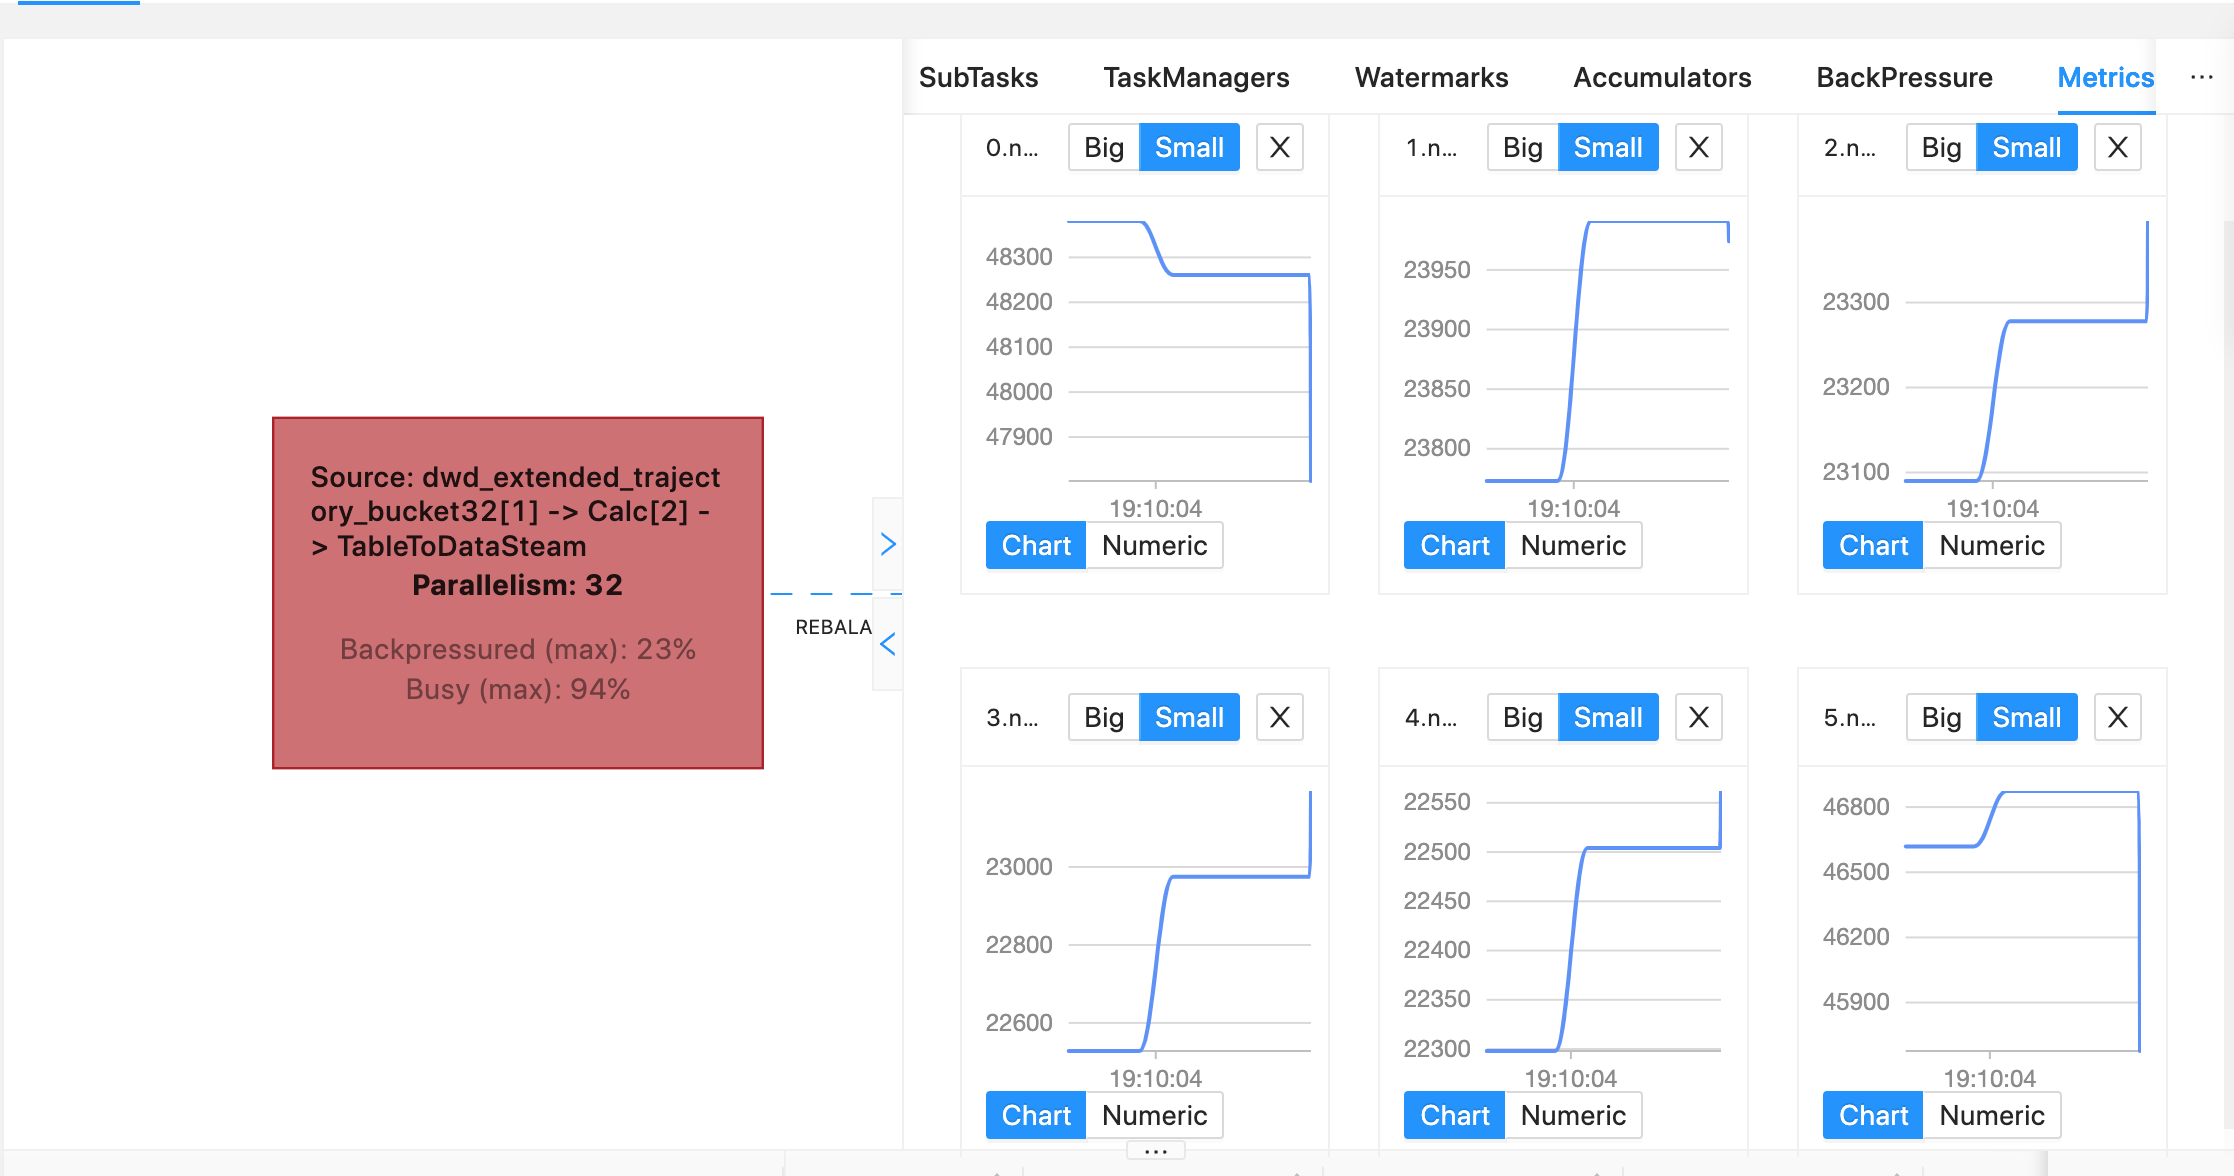 SubTasks TaskManagers Watermarks Accumulators BackPressure Metrics ...
0.n... Big Small X
1.n... Big Small X
2.n... Big Small X
48300
48200
48100
48000
47900
19:10:04
Chart Numeric
23950
23900
23850
23800
19:10:04
Chart Numeric
23300
23200
23100
19:10:04
Chart Numeric
Source: dwd_extended_traject
ory_bucket32[1] -> Calc[2] -
> TableToDataSteam
Parallelism: 32
Backpressured (max): 23%
Busy (max): 94%
REBALA
3.n... Big Small X
4.n... Big Small X
5.n... Big Small X
23000
22800
22600
19:10:04
Chart Numeric
22550
22500
22450
22400
22350
22300
19:10:04
Chart Numeric
46800
46500
46200
45900
19:10:04
Chart Numeric
...